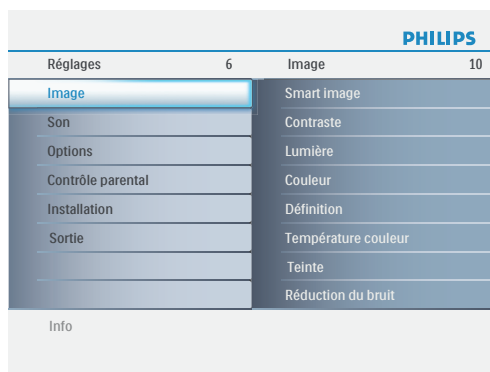 PHILIPS
Réglages 6 Image 10
Image Smart image
Son Contraste
Options Lumière
Contrôle parental Couleur
Installation Définition
Sortie Température couleur
Teinte
Réduction du bruit
Info